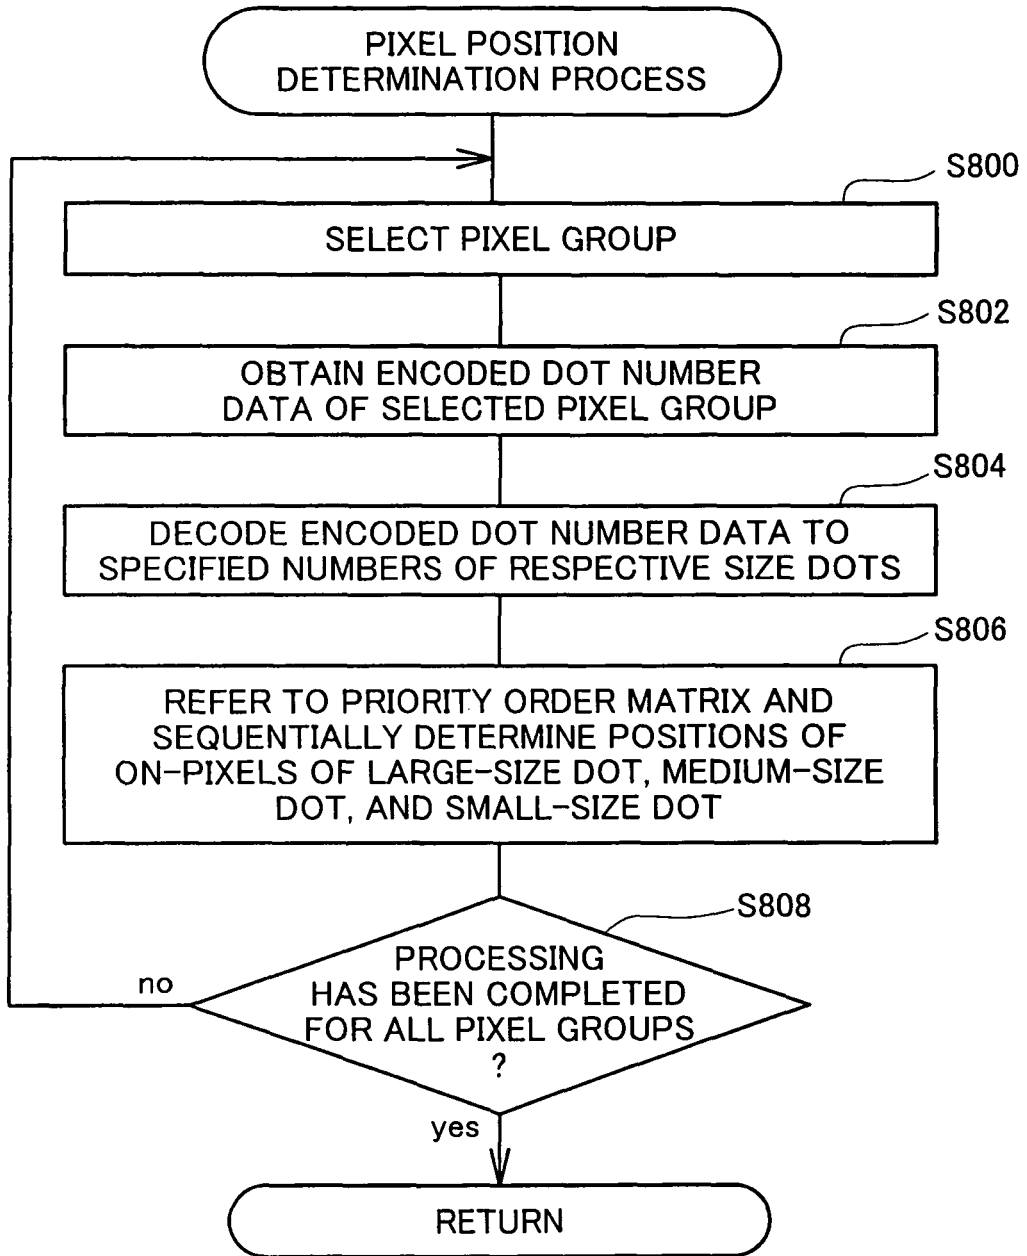 PIXEL POSITION
DETERMINATION PROCESS
S800
SELECT PIXEL GROUP
S802
OBTAIN ENCODED DOT NUMBER
DATA OF SELECTED PIXEL GROUP
S804
DECODE ENCODED DOT NUMBER DATA TO
SPECIFIED NUMBERS OF RESPECTIVE SIZE DOTS
S806
REFER TO PRIORITY ORDER MATRIX AND
SEQUENTIALLY DETERMINE POSITIONS OF
ON-PIXELS OF LARGE-SIZE DOT, MEDIUM-SIZE
DOT, AND SMALL-SIZE DOT
S808
PROCESSING
HAS BEEN COMPLETED
FOR ALL PIXEL GROUPS
?
no
yes
RETURN